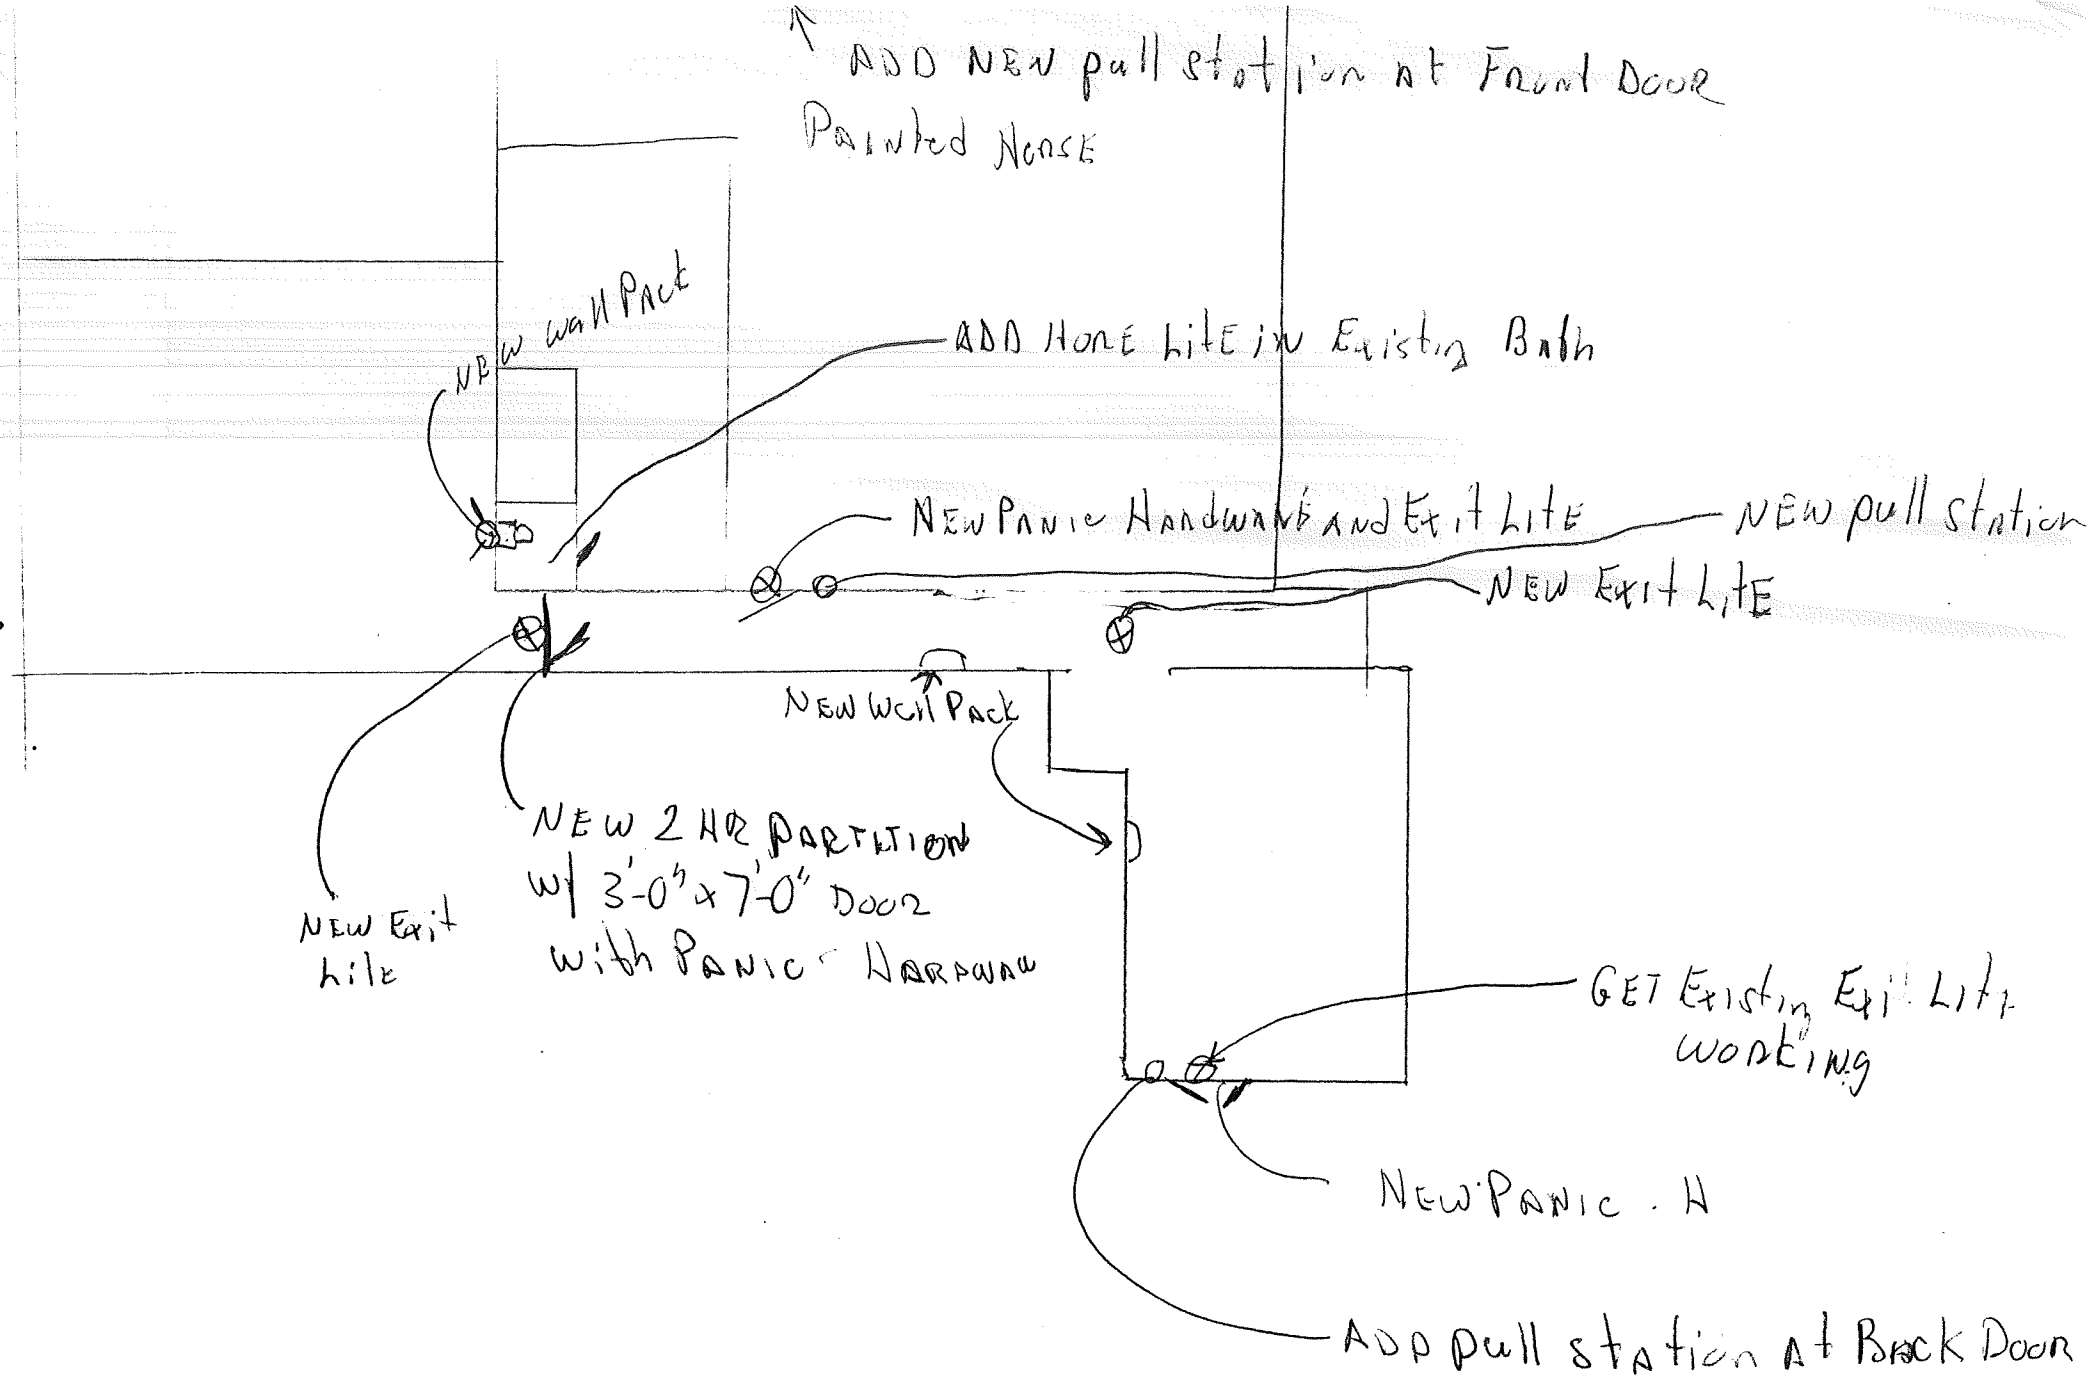 ADD NEW pull station At Front DOOR
Painted Horse
NEW Wall Pack
ADD HORE LITE IN Existing Bath
NEW PANIC HARDWARE AND Exit LITE
NEW pull station
NEW Exit LitE
NEW Wall Pack
NEW 2 HR PARTITION
W/ 3'-0" x 7'-0" DOOR
With PANIC HARDWAR
NEW Exit
LitE
GET Existing Exit LitE
WORKING
NEW PANIC . H
ADD pull station At BACK DOOR